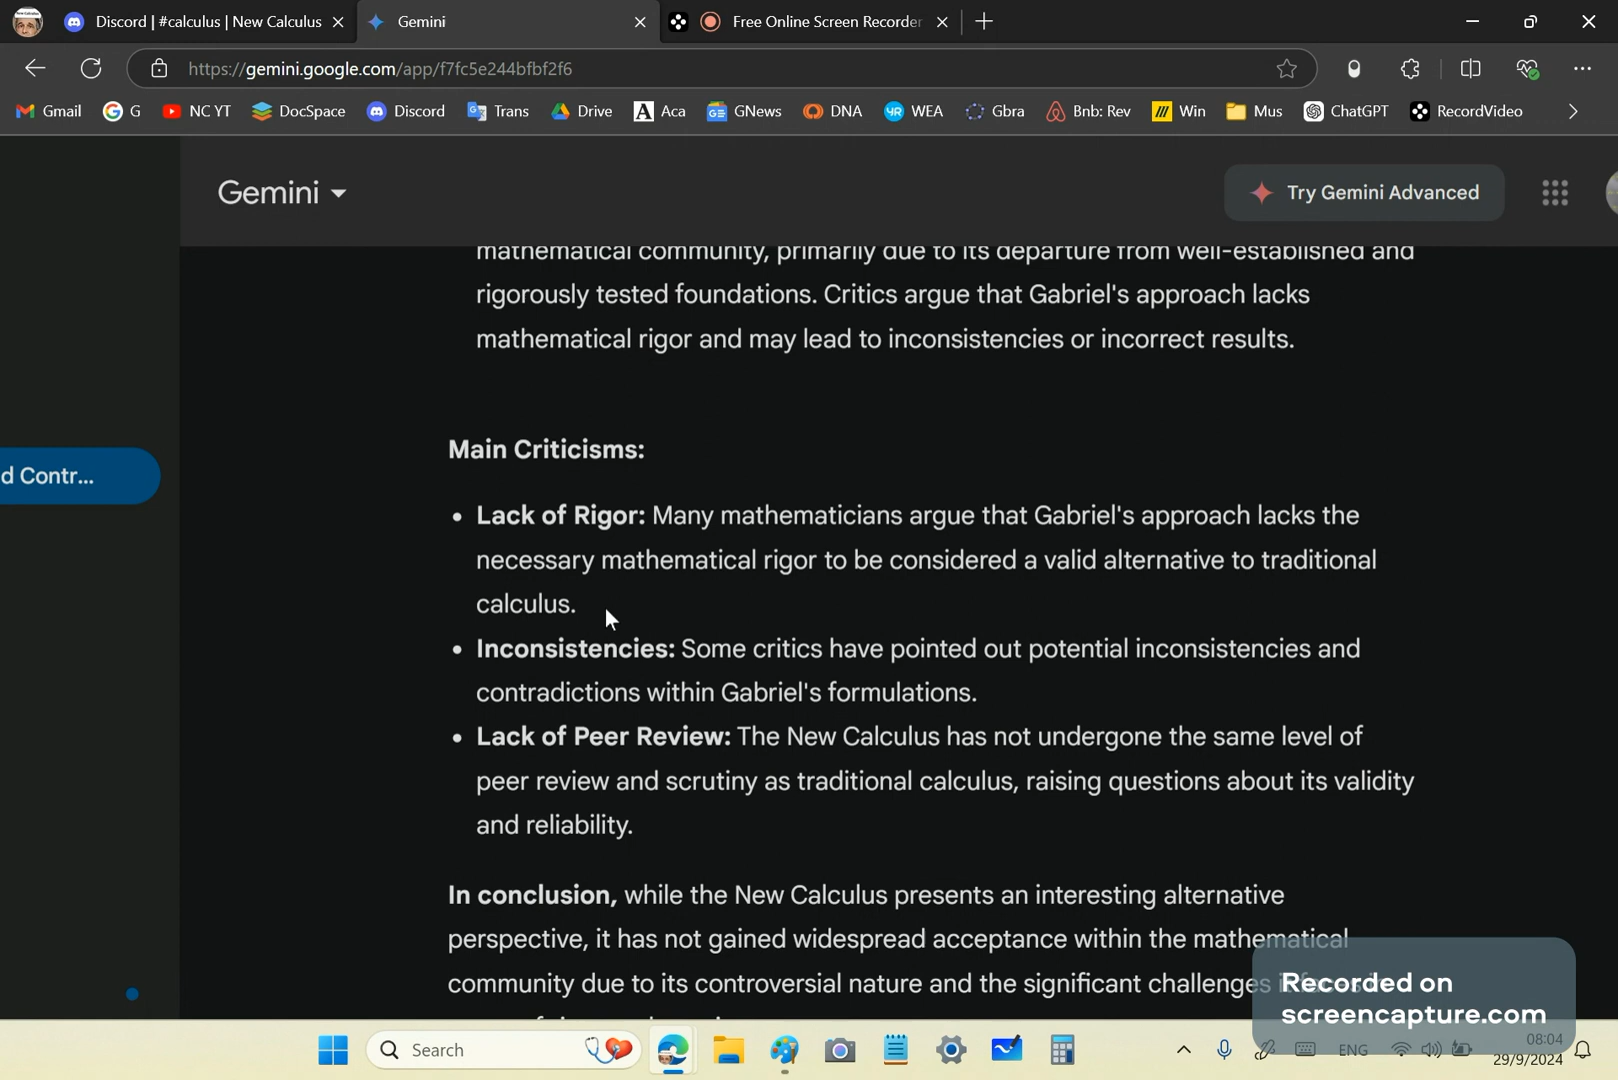 Discord | #calculus | New Calculus
Gemini
Free Online Screen Recorder
https://gemini.google.com/app/f7fc5e244bfbf2f6
Gmail
G
NC YT
DocSpace
Discord
Trans
Drive
A Aca
GNews
DNA
WEA
Gbra
Bnb: Rev
Win
Mus
ChatGPT
RecordVideo
Gemini
Try Gemini Advanced
mathematical community, primarily due to its departure from well-established and
rigorously tested foundations. Critics argue that Gabriel's approach lacks
mathematical rigor and may lead to inconsistencies or incorrect results.
Main Criticisms:
d Contr...
• Lack of Rigor: Many mathematicians argue that Gabriel's approach lacks the
necessary mathematical rigor to be considered a valid alternative to traditional
calculus.
• Inconsistencies: Some critics have pointed out potential inconsistencies and
contradictions within Gabriel's formulations.
• Lack of Peer Review: The New Calculus has not undergone the same level of
peer review and scrutiny as traditional calculus, raising questions about its validity
and reliability.
In conclusion, while the New Calculus presents an interesting alternative
perspective, it has not gained widespread acceptance within the mathematical
community due to its controversial nature and the significant challenges
Recorded on
screencapture.com
Search
ENG
08:04
29/9/2024